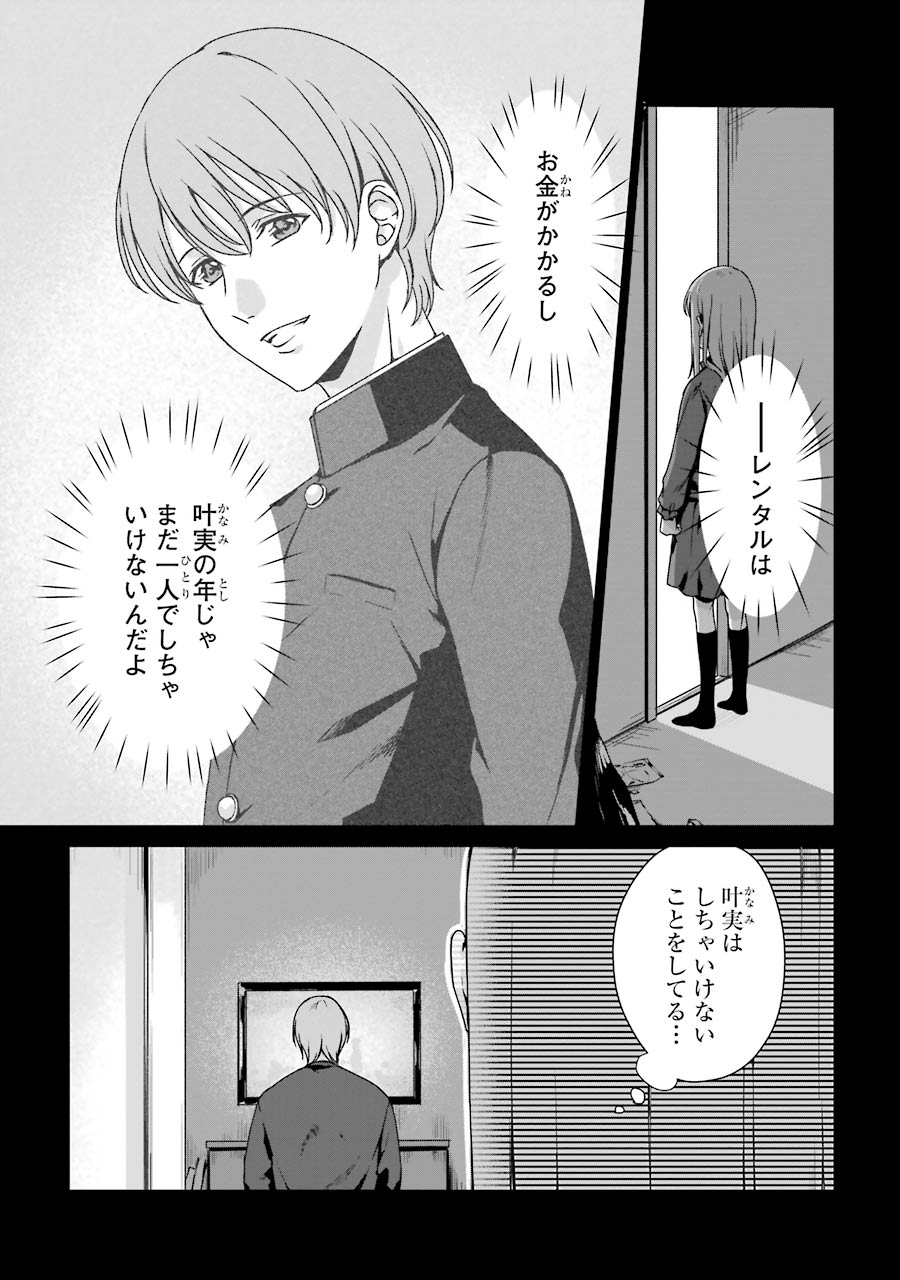 ――レンタルは
お金がかかるし
叶実の年じゃ
まだ一人でしちゃ
いけないんだよ
叶実は
しちゃいけない
ことをしてる…